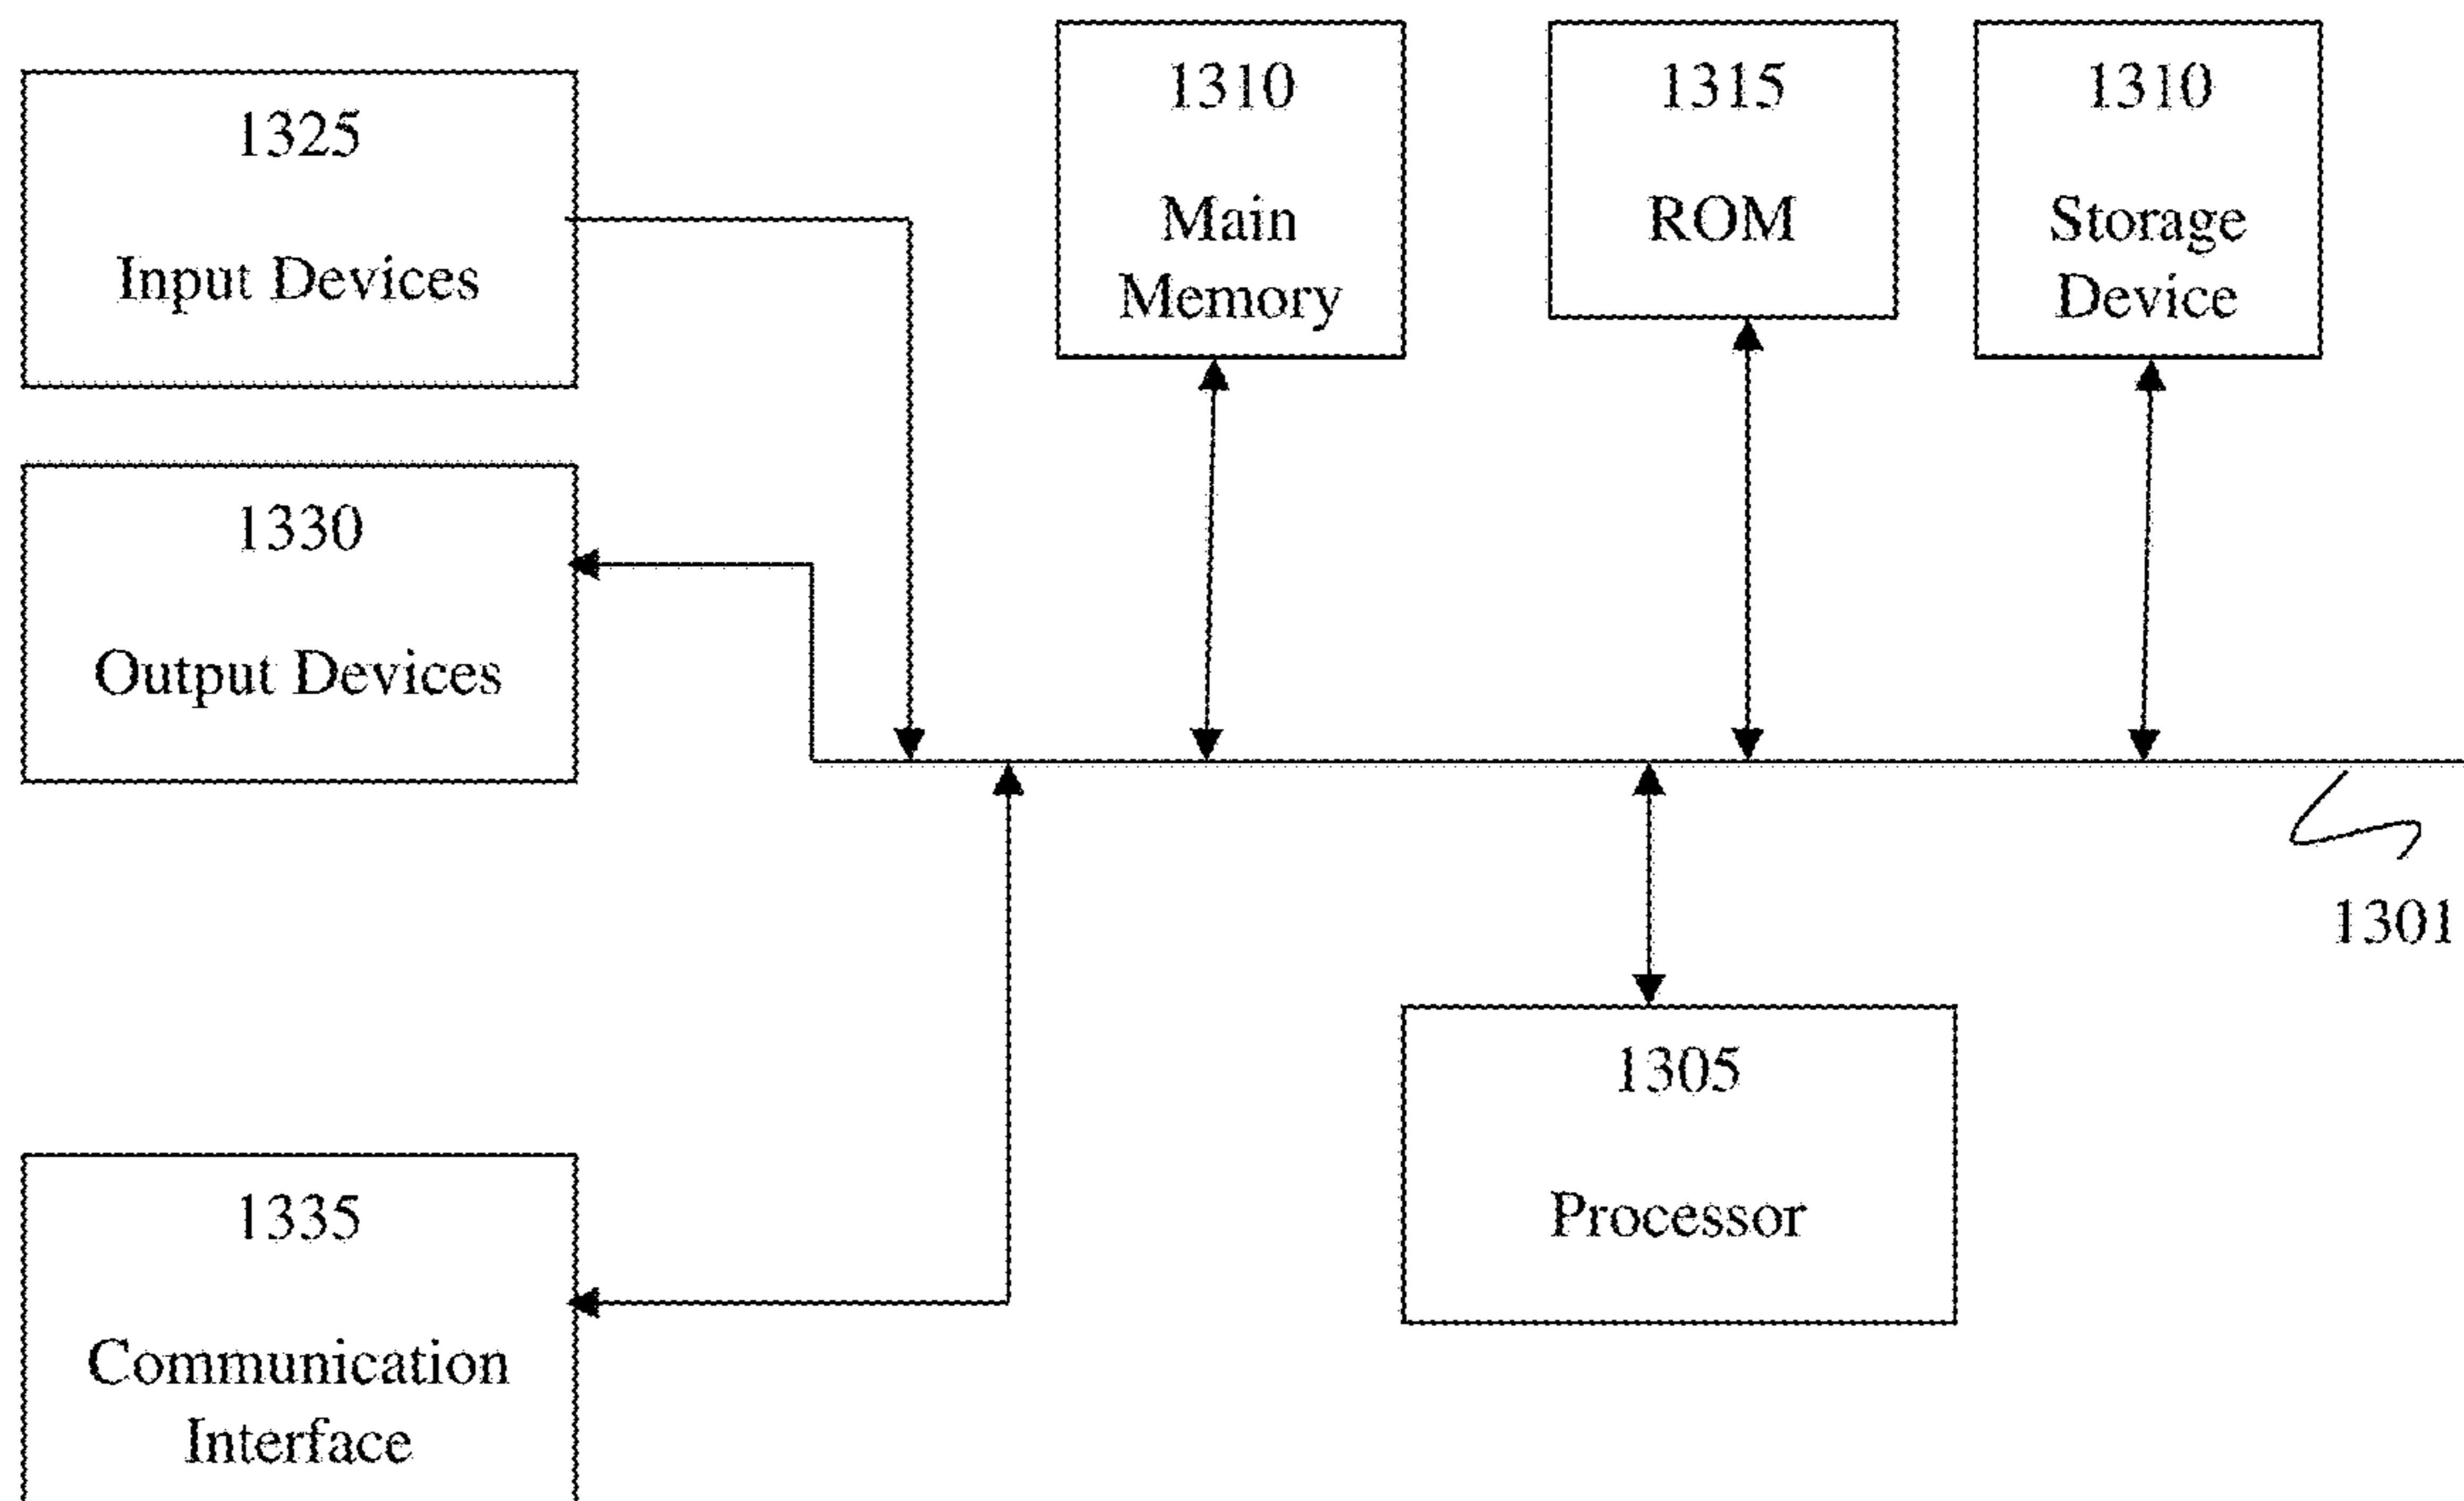 1325
Input Devices
1310
Main
Memory
1315
ROM
1310
Storage
Device
1330
Output Devices
1301
1305
Processor
1335
Communication
Interface